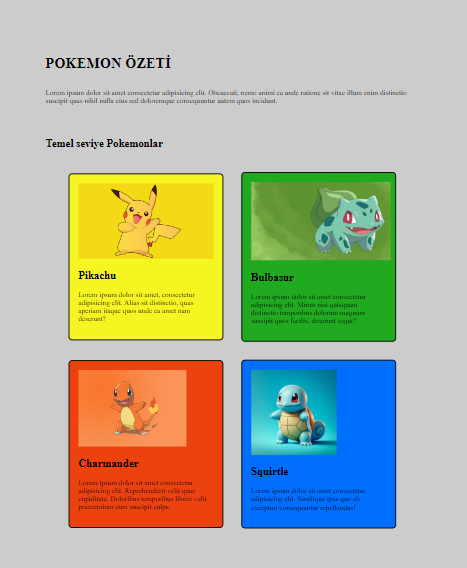 POKEMON ÖZETİ
Lorem ipsum dolor sit amet consectetur adipisicing elit. Obcaecati, nemo animi ea unde ratione sit vitae illum enim distinctio
suscipit quas nihil nulla eius sed doloremque consequuntur autem quos incidunt.
Temel seviye Pokemonlar
Pikachu
Lorem ipsum dolor sit amet, consectetur
adipisicing elit. Alias sit distinctio, quas
aperiam itaque quos unde ea amet nam
deserunt?
Bulbasur
Lorem ipsum dolor sit amet consectetur
adipisicing elit. Minus nisi quisquam
distinctio temporibus dolorum magnam
suscipit quos facilis, deserunt sequi?
Charmander
Lorem ipsum dolor sit amet consectetur
adipisicing elit. Reprehenderit velit quae
cupiditate. Doloribus temporibus libero velit
praesentium eum suscipit culpa.
Squirtle
Lorem ipsum dolor sit amet consectetur
adipisicing elit. Similique ipsa quo ab
excepturi consequuntur repellendus!